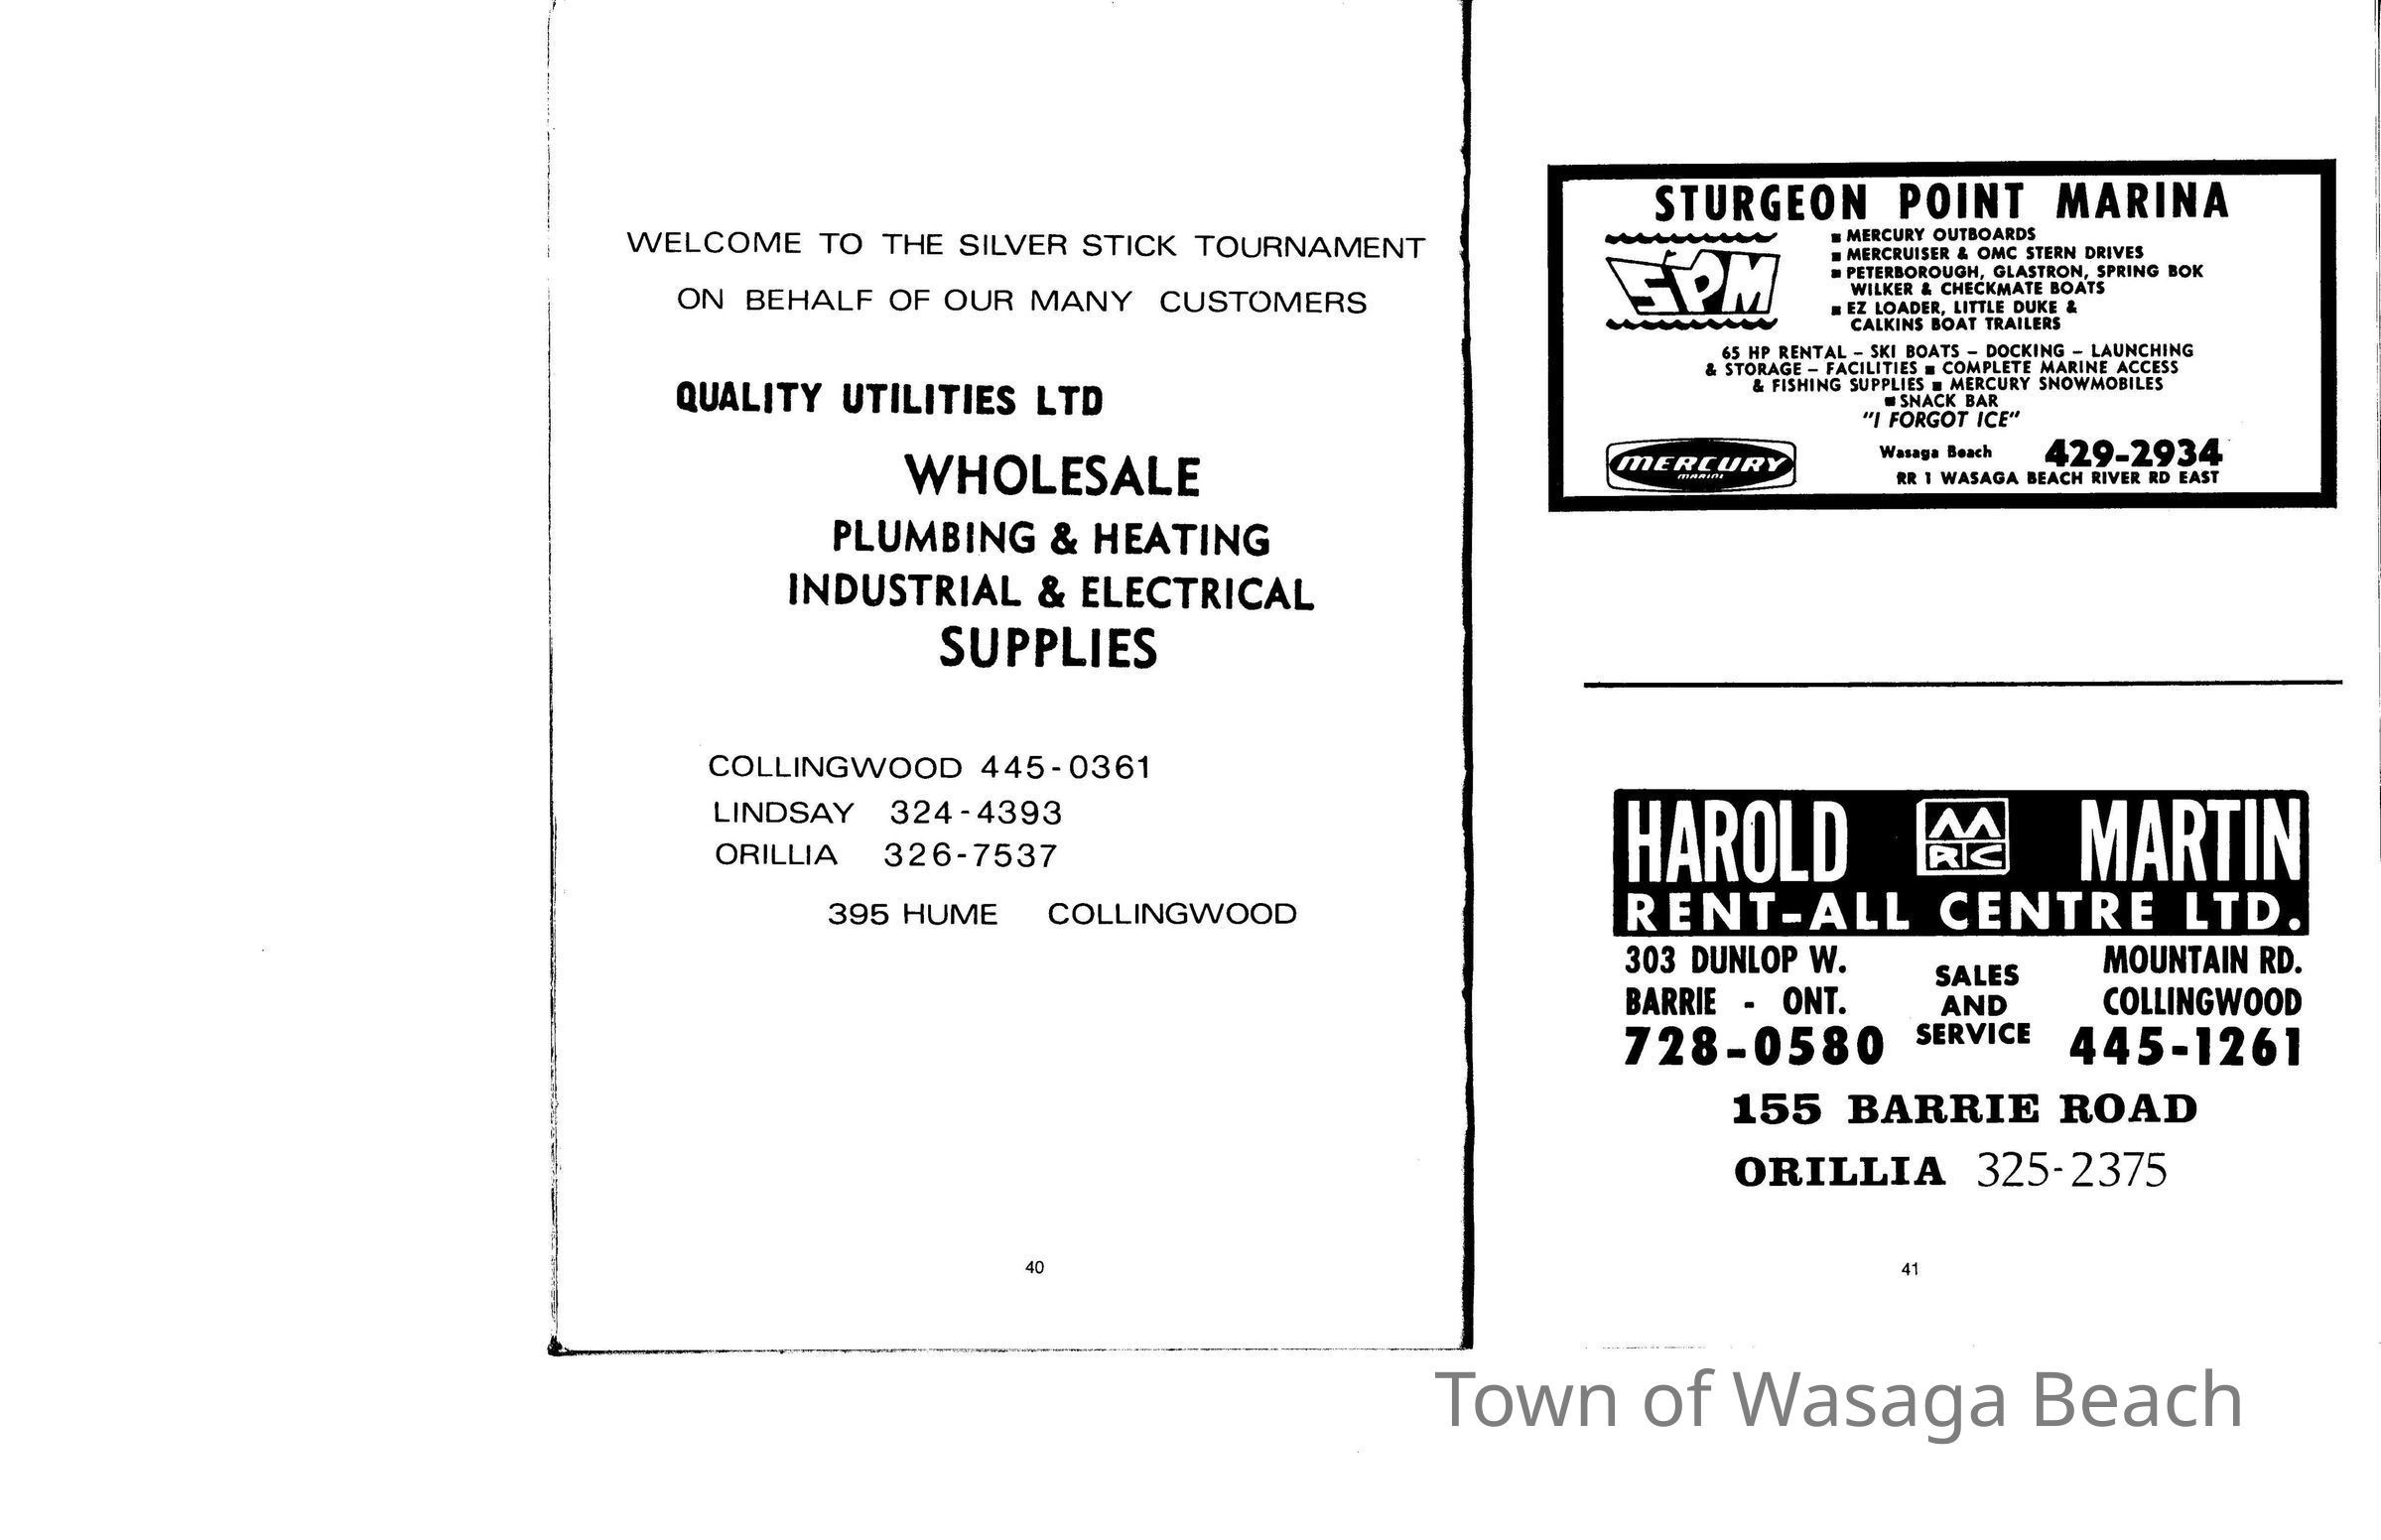 WELCOME TO THE SILVER STICK TOURNAMENT
ON BEHALF OF OUR MANY CUSTOMERS
QUALITY UTILITIES LTD
WHOLESALE
PLUMBING & HEATING
INDUSTRIAL & ELECTRICAL
SUPPLIES
COLLINGWOOD 445-0361
LINDSAY 324-4393
ORILLIA 326-7537
395 HUME COLLINGWOOD
40
STURGEON POINT MARINA
SPM
■ MERCURY OUTBOARDS
■ MERCRUISER & OMC STERN DRIVES
■ PETERBOROUGH, GLASTRON, SPRING BOK
WILKER & CHECKMATE BOATS
■ EZ LOADER, LITTLE DUKE &
CALKINS BOAT TRAILERS
65 HP RENTAL – SKI BOATS – DOCKING – LAUNCHING
& STORAGE – FACILITIES ■ COMPLETE MARINE ACCESS
& FISHING SUPPLIES ■ MERCURY SNOWMOBILES
■ SNACK BAR
"I FORGOT ICE"
MERCURY
MARINE
Wasaga Beach 429-2934
RR 1 WASAGA BEACH RIVER RD EAST
HAROLD MARTIN
RENT-ALL CENTRE LTD.
303 DUNLOP W.
BARRIE - ONT.
728-0580
SALES
AND
SERVICE
MOUNTAIN RD.
COLLINGWOOD
445-1261
155 BARRIE ROAD
ORILLIA 325-2375
41
Town of Wasaga Beach